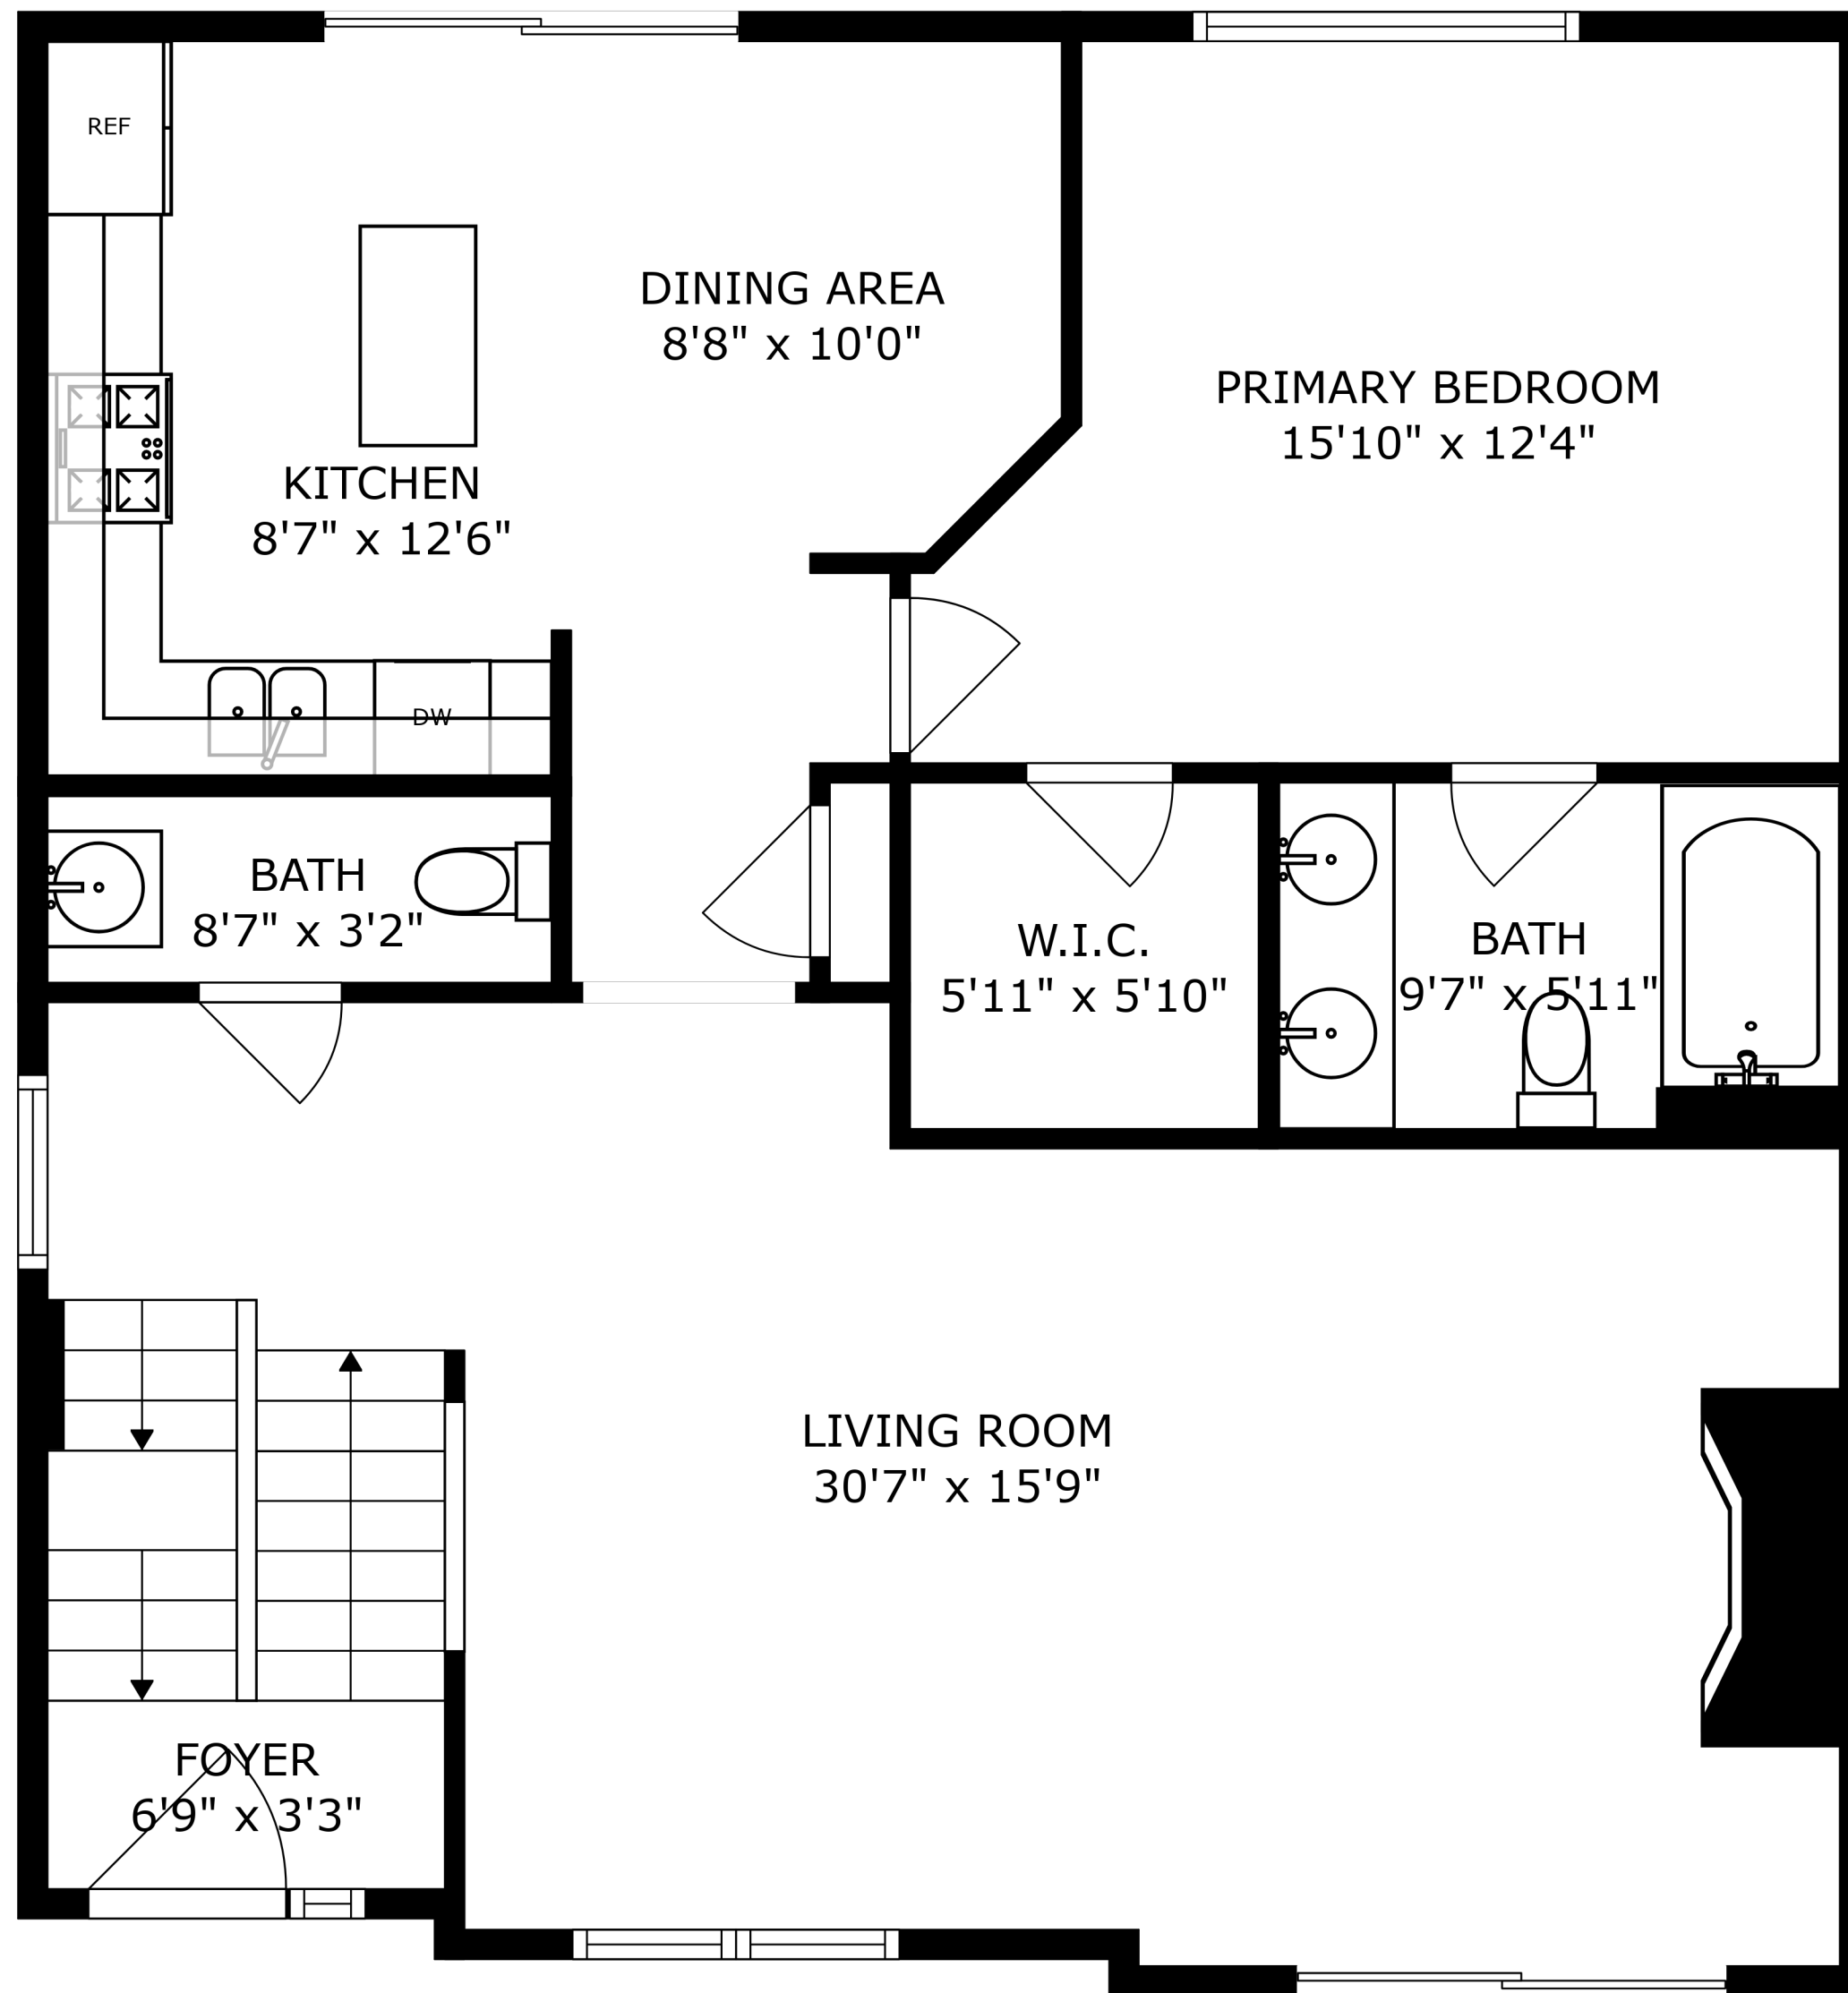 REF
DINING AREA
8'8" x 10'0"
PRIMARY BEDROOM
15'10" x 12'4"
KITCHEN
8'7" x 12'6"
DW
BATH
8'7" x 3'2"
W.I.C.
5'11" x 5'10"
BATH
9'7" x 5'11"
LIVING ROOM
30'7" x 15'9"
FOYER
6'9" x 3'3"